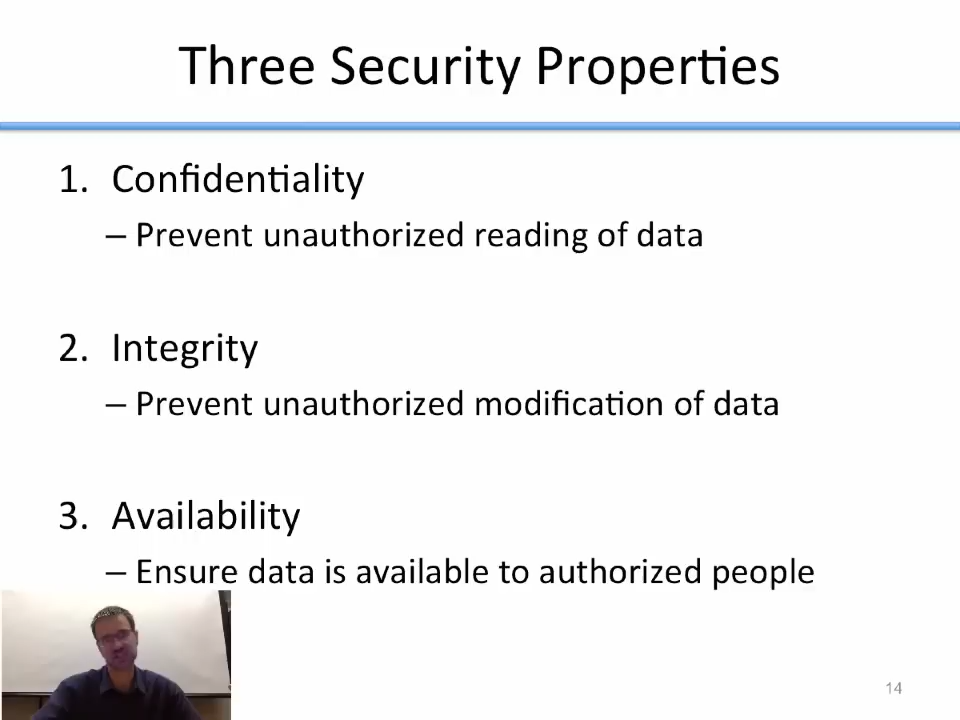 Three Security Properties
1. Confidentiality
– Prevent unauthorized reading of data
2. Integrity
– Prevent unauthorized modification of data
3. Availability
– Ensure data is available to authorized people
14